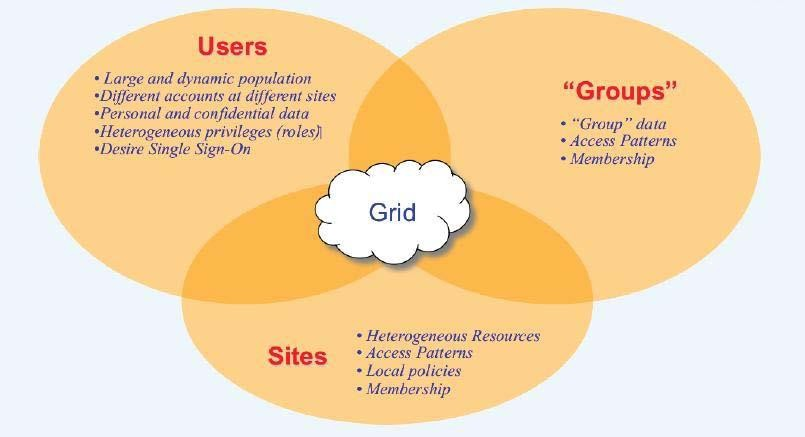 Users
• Large and dynamic population
•Different accounts at different sites
•Personal and confidential data
•Heterogeneous privileges (roles)|
•Desire Single Sign-On
“Groups”
• “Group” data
• Access Patterns
• Membership
Grid
Sites
• Heterogeneous Resources
• Access Patterns
• Local policies
• Membership